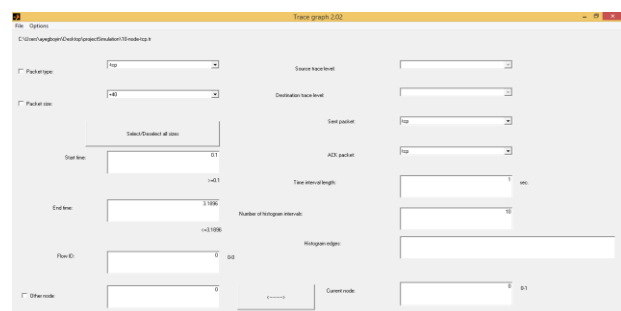 Trace graph 2.02
File Options
C:\Users\ayegboyin\Desktop\projectSimulation\10-node-tcp.tr
Packet type:
-tcp
Source trace level:
Packet size:
+40
Destination trace level:
Select/Deselect all sizes:
Sent packet:
tcp
Start time:
0.1
>=0.1
ACK packet:
tcp
Time interval length:
1
sec.
End time:
3.1896
<=3.1896
Number of histogram intervals:
10
Histogram edges:
Flow ID:
0
0-0
Other node:
0
<------>
Current node:
0
0-1